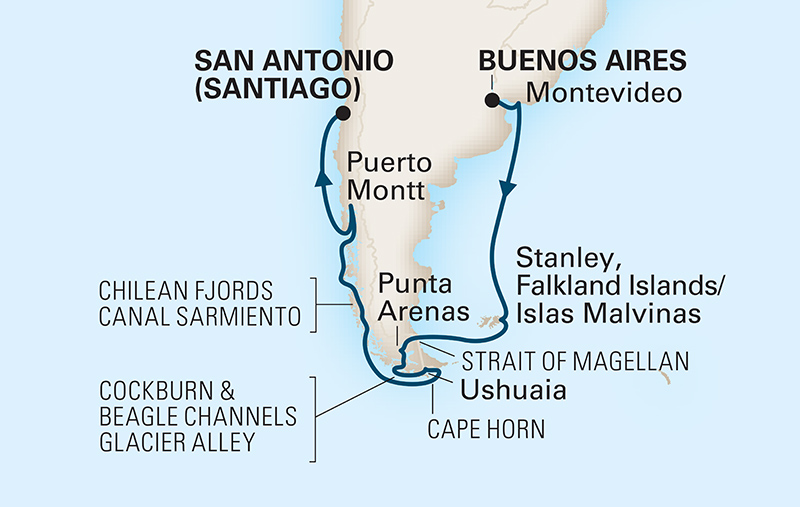 SAN ANTONIO
(SANTIAGO)
BUENOS AIRES
Montevideo
Puerto
Montt
Stanley,
Falkland Islands/
Islas Malvinas
CHILEAN FJORDS
CANAL SARMIENTO
Punta
Arenas
STRAIT OF MAGELLAN
Ushuaia
COCKBURN &
BEAGLE CHANNELS
GLACIER ALLEY
CAPE HORN